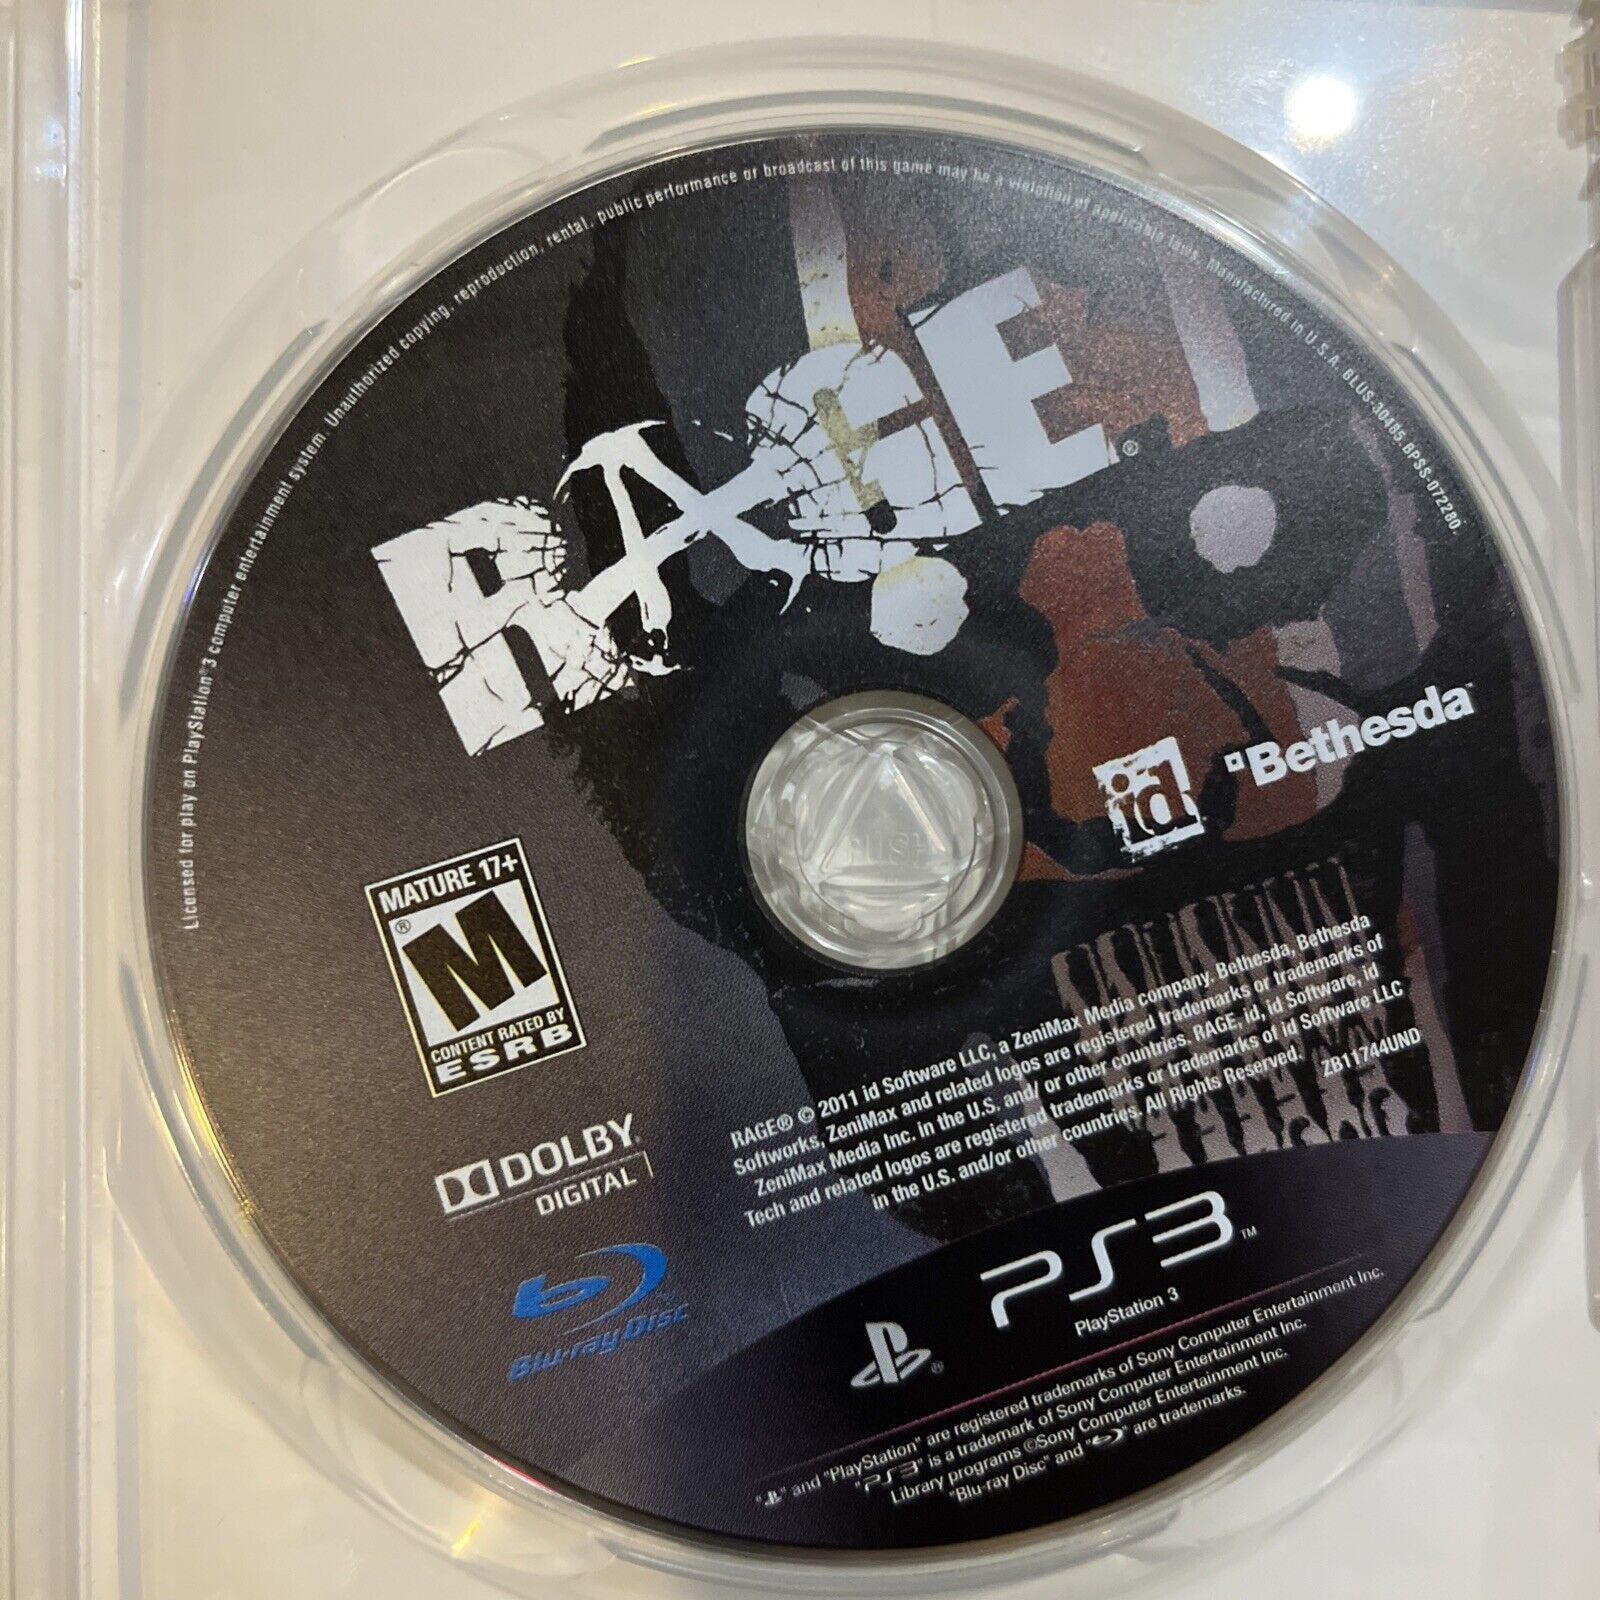 Licensed for play on PlayStation®3 computer entertainment system. Unauthorized copying, reproduction, rental, public performance or broadcast of this game may be a violation of applicable laws. Manufactured in U.S.A. BLUS-30485 BPSS-072280.
RAGE®
id
Bethesda™
MATURE 17+
M®
CONTENT RATED BY
ESRB
PUSH
DOLBY
DIGITAL
Blu-ray Disc
RAGE® © 2011 id Software LLC, a ZeniMax Media company. Bethesda, Bethesda
Softworks, ZeniMax and related logos are registered trademarks or trademarks of
ZeniMax Media Inc. in the U.S. and/ or other countries. RAGE, id, id Software, id
Tech and related logos are registered trademarks or trademarks of id Software LLC
in the U.S. and/or other countries. All Rights Reserved.
ZB11744UND
PS3™
PlayStation 3
®
" " and "PlayStation" are registered trademarks of Sony Computer Entertainment Inc.
"PS3" is a trademark of Sony Computer Entertainment Inc.
Library programs ©Sony Computer Entertainment Inc.
"Blu-ray Disc" and " " are trademarks.